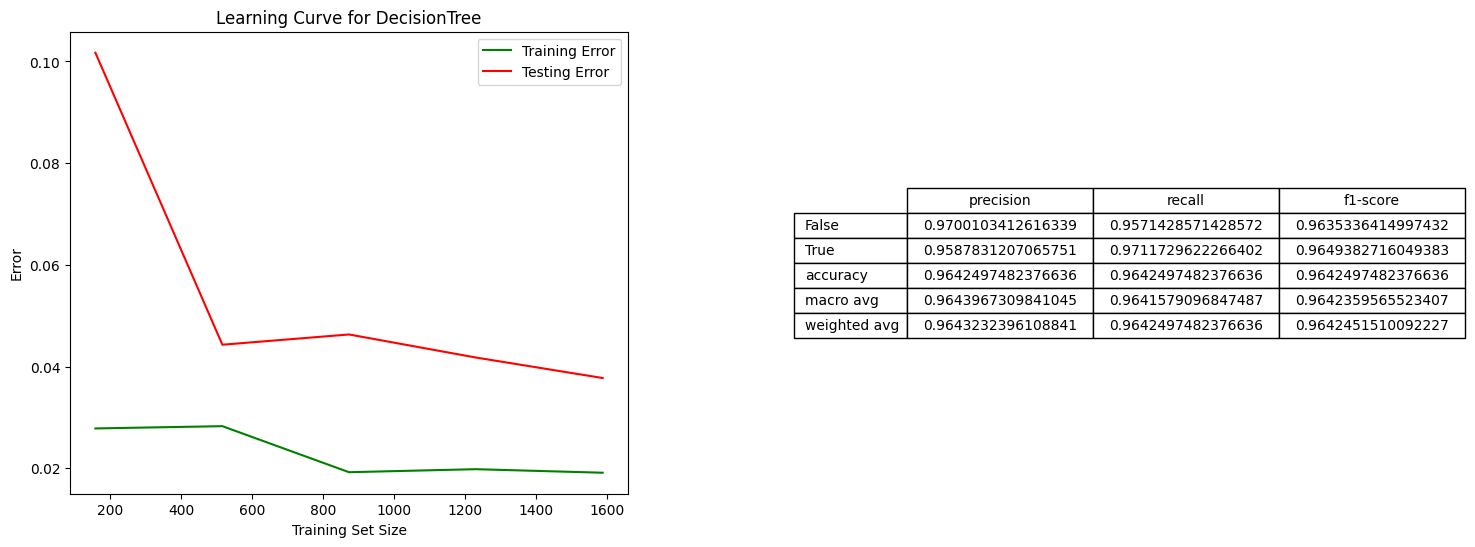 Learning Curve for DecisionTree
Training Error
Testing Error
0.10
0.08
0.06
0.04
0.02
Error
200 400 600 800 1000 1200 1400 1600
Training Set Size
precision recall f1-score
False 0.9700103412616339 0.9571428571428572 0.9635336414997432
True 0.9587831207065751 0.9711729622266402 0.9649382716049383
accuracy 0.9642497482376636 0.9642497482376636 0.9642497482376636
macro avg 0.9643967309841045 0.9641579096847487 0.9642359565523407
weighted avg 0.9643232396108841 0.9642497482376636 0.9642451510092227